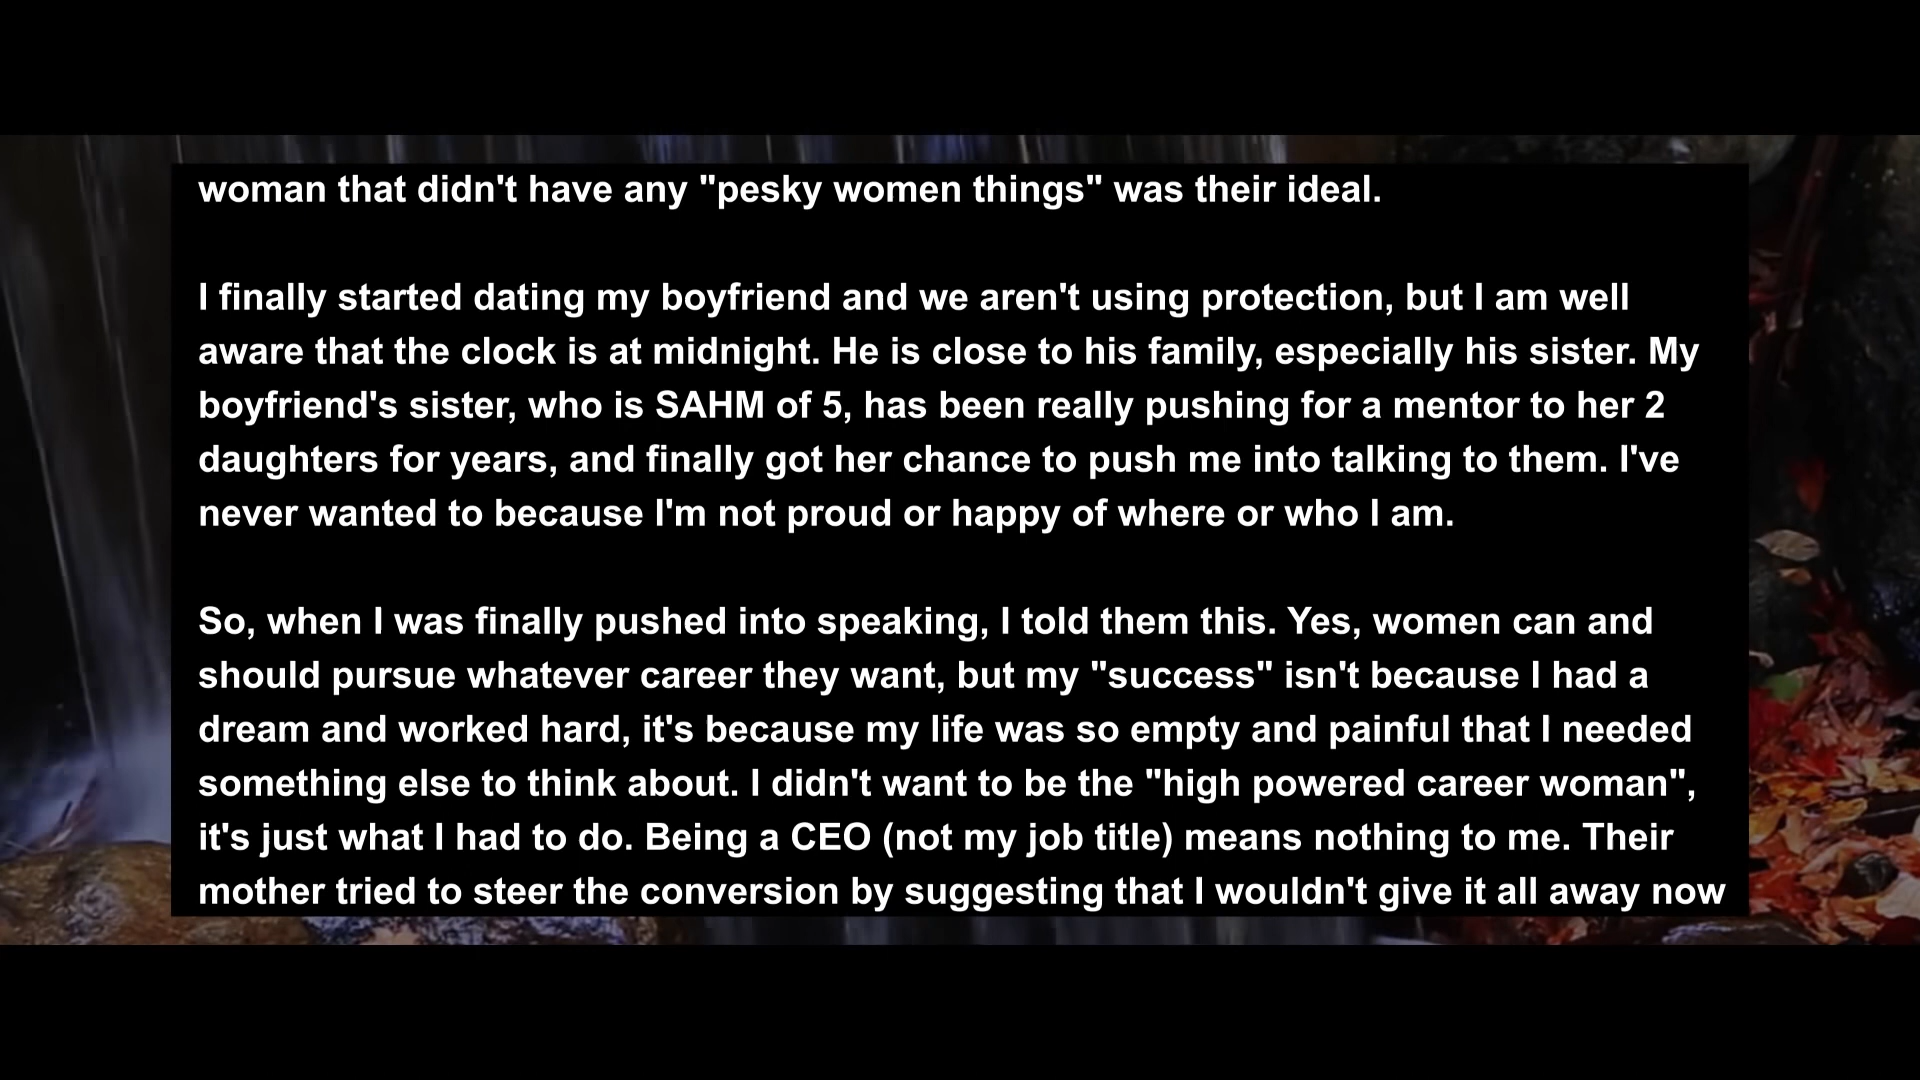 woman that didn't have any "pesky women things" was their ideal.
I finally started dating my boyfriend and we aren't using protection, but I am well
aware that the clock is at midnight. He is close to his family, especially his sister. My
boyfriend's sister, who is SAHM of 5, has been really pushing for a mentor to her 2
daughters for years, and finally got her chance to push me into talking to them. I've
never wanted to because I'm not proud or happy of where or who I am.
So, when I was finally pushed into speaking, I told them this. Yes, women can and
should pursue whatever career they want, but my "success" isn't because I had a
dream and worked hard, it's because my life was so empty and painful that I needed
something else to think about. I didn't want to be the "high powered career woman",
it's just what I had to do. Being a CEO (not my job title) means nothing to me. Their
mother tried to steer the conversion by suggesting that I wouldn't give it all away now